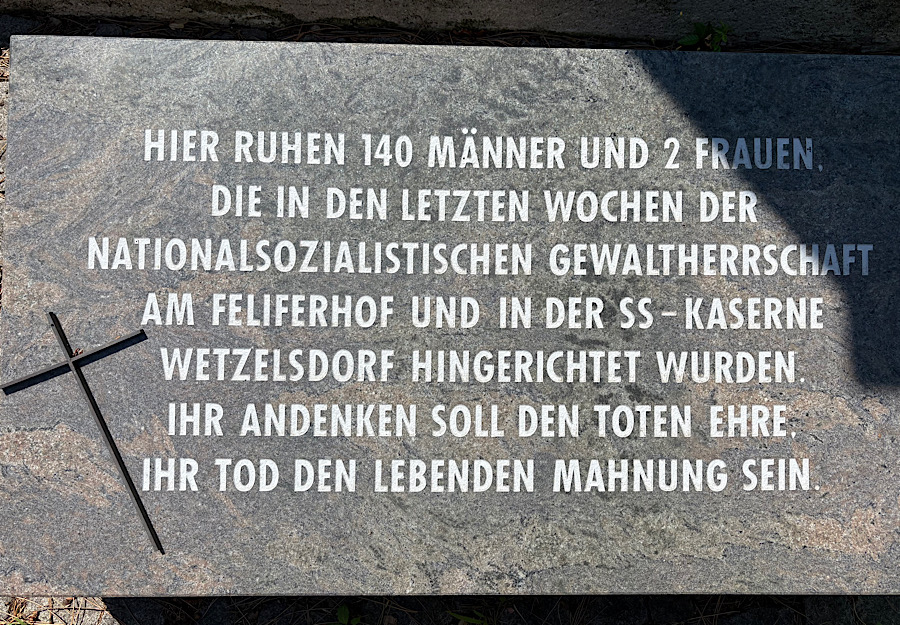 HIER RUHEN 140 MÄNNER UND 2 FRAUEN,
DIE IN DEN LETZTEN WOCHEN DER
NATIONALSOZIALISTISCHEN GEWALTHERRSCHAFT
AM FELIFERHOF UND IN DER SS-KASERNE
WETZELSDORF HINGERICHTET WURDEN.
IHR ANDENKEN SOLL DEN TOTEN EHRE,
IHR TOD DEN LEBENDEN MAHNUNG SEIN.